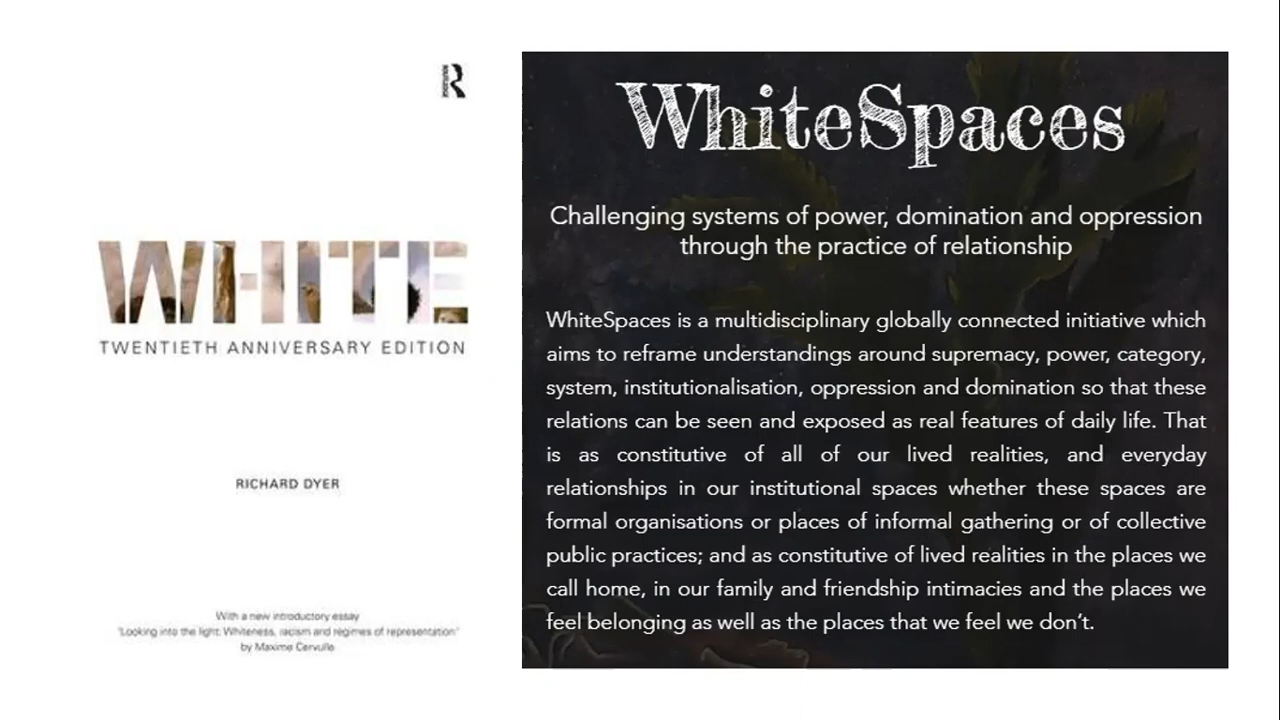 WHITE
TWENTIETH ANNIVERSARY EDITION
RICHARD DYER
With a new introductory essay
'Looking into the light: Whiteness, racism and regimes of representation'
by Maxime Cervulle
WhiteSpaces
Challenging systems of power, domination and oppression
through the practice of relationship
WhiteSpaces is a multidisciplinary globally connected initiative which
aims to reframe understandings around supremacy, power, category,
system, institutionalisation, oppression and domination so that these
relations can be seen and exposed as real features of daily life. That
is as constitutive of all of our lived realities, and everyday
relationships in our institutional spaces whether these spaces are
formal organisations or places of informal gathering or of collective
public practices; and as constitutive of lived realities in the places we
call home, in our family and friendship intimacies and the places we
feel belonging as well as the places that we feel we don't.